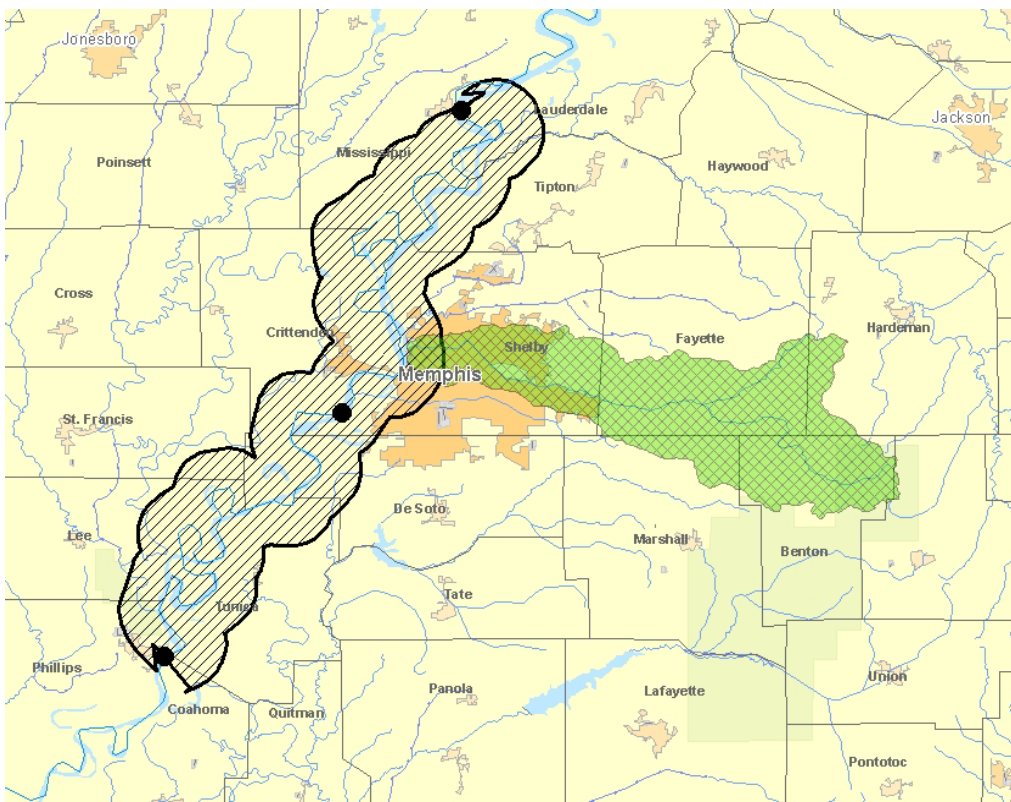 Jonesboro
Lauderdale
Jackson
Mississippi
Poinsett
Haywood
Tipton
Cross
Crittenden
Shelby
Fayette
Hardeman
Memphis
St. Francis
De Soto
Lee
Marshall
Benton
Tate
Tunica
Phillips
Panola
Lafayette
Union
Coahoma
Quitman
Pontotoc